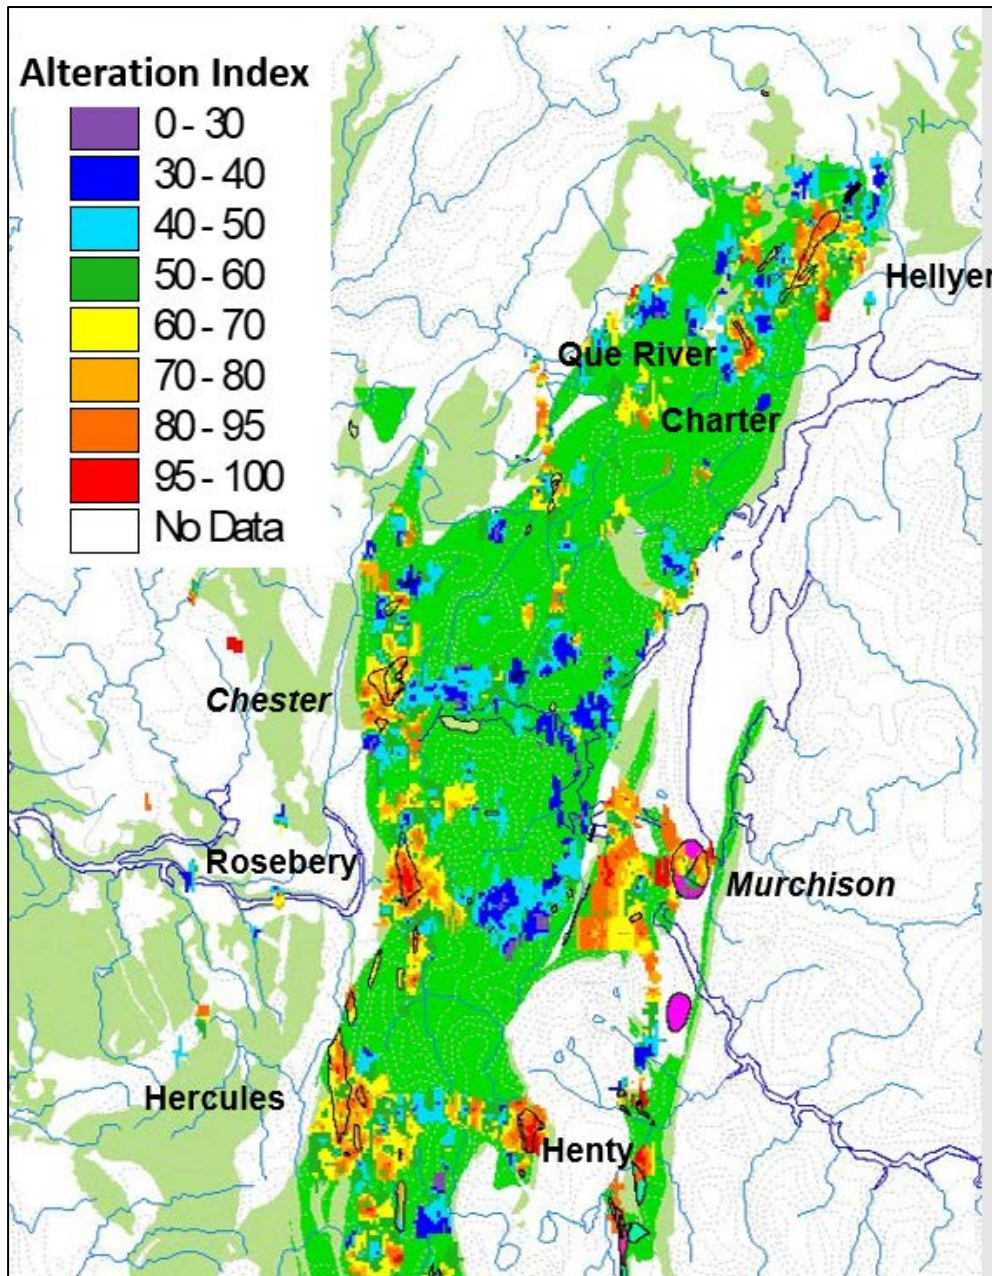 Alteration Index
0 - 30
30 - 40
40 - 50
50 - 60
60 - 70
70 - 80
80 - 95
95 - 100
No Data
Hellyer
Que River
Charter
Chester
Rosebery
Murchison
Hercules
Henty